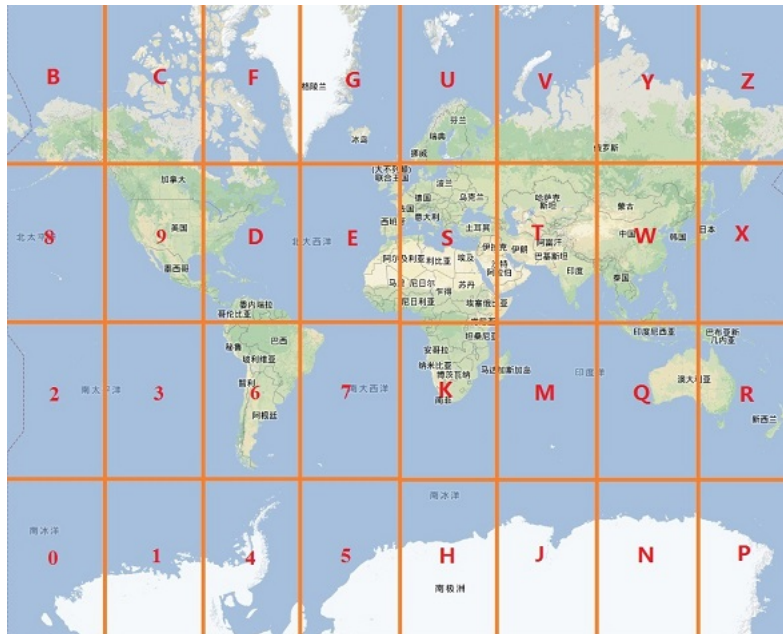 B C F G U V Y Z
格陵兰
冰岛
芬兰
瑞典
挪威
俄罗斯
(大不列颠
联合王国
加拿大
波兰
德国
乌克兰
哈萨克
斯坦
蒙古
美国
意大利
西班牙
土耳其
中国
韩国
日本
8 9 D E S T W X
北大西洋
阿富汗
伊拉克
伊朗
巴基斯坦
墨西哥
阿尔及利亚
利比亚
埃及
沙特
阿拉伯
印度
尼日尔
乍得
苏丹
泰国
委内瑞拉
哥伦比亚
尼日利亚
埃塞俄比亚
坦桑尼亚
印度尼西亚
巴布亚新
几内亚
秘鲁
巴西
玻利维亚
安哥拉
纳米比亚
博茨瓦纳
马达加斯加岛
印度洋
智利
澳大利亚
南太平洋
南大西洋
2 3 6 7 K M Q R
南非
阿根廷
新西兰
南冰洋
南冰洋
0 1 4 5 H J N P
南极洲